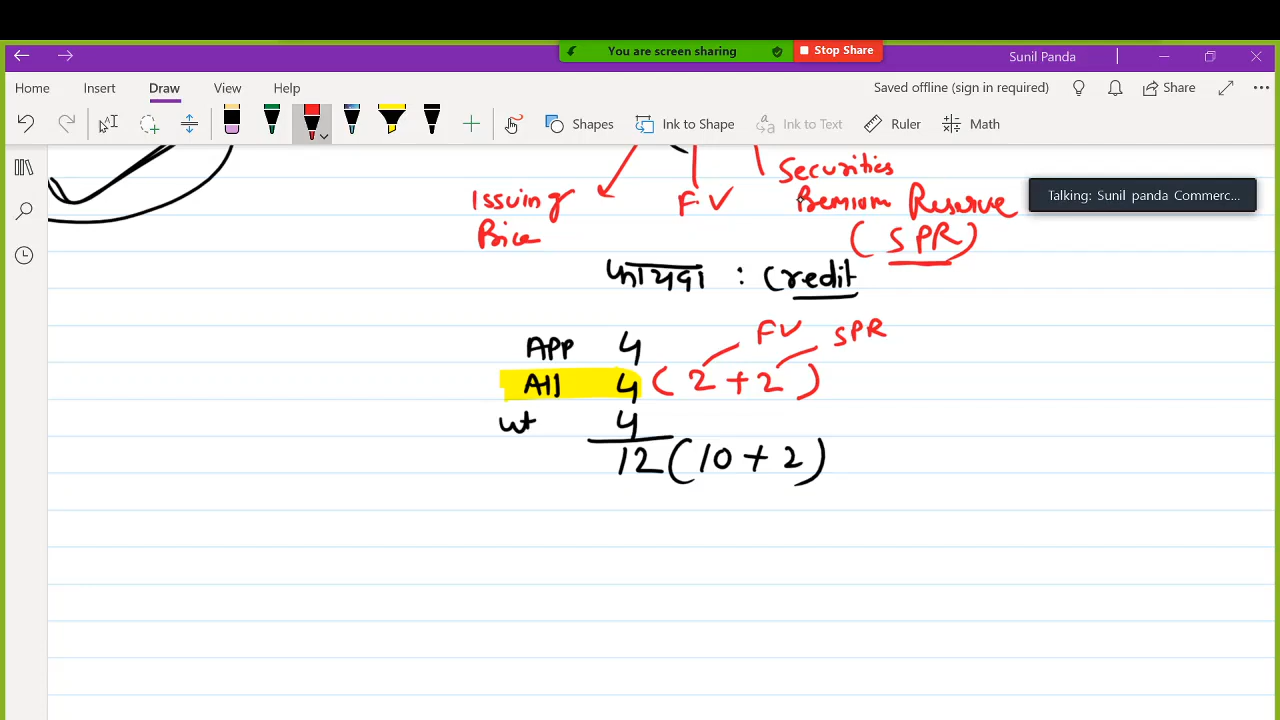 You are screen sharing
Stop Share
Sunil Panda
Home Insert Draw View Help
Saved offline (sign in required)
Share
Shapes
Ink to Shape
Ink to Text
Ruler
Math
Talking: Sunil panda Commerc...
Securities
Issuing FV Premium Reserve
Price (SPR)
फायदा : Credit
FV SPR
APP 4
All 4 (2 + 2)
4
12 (10 + 2)